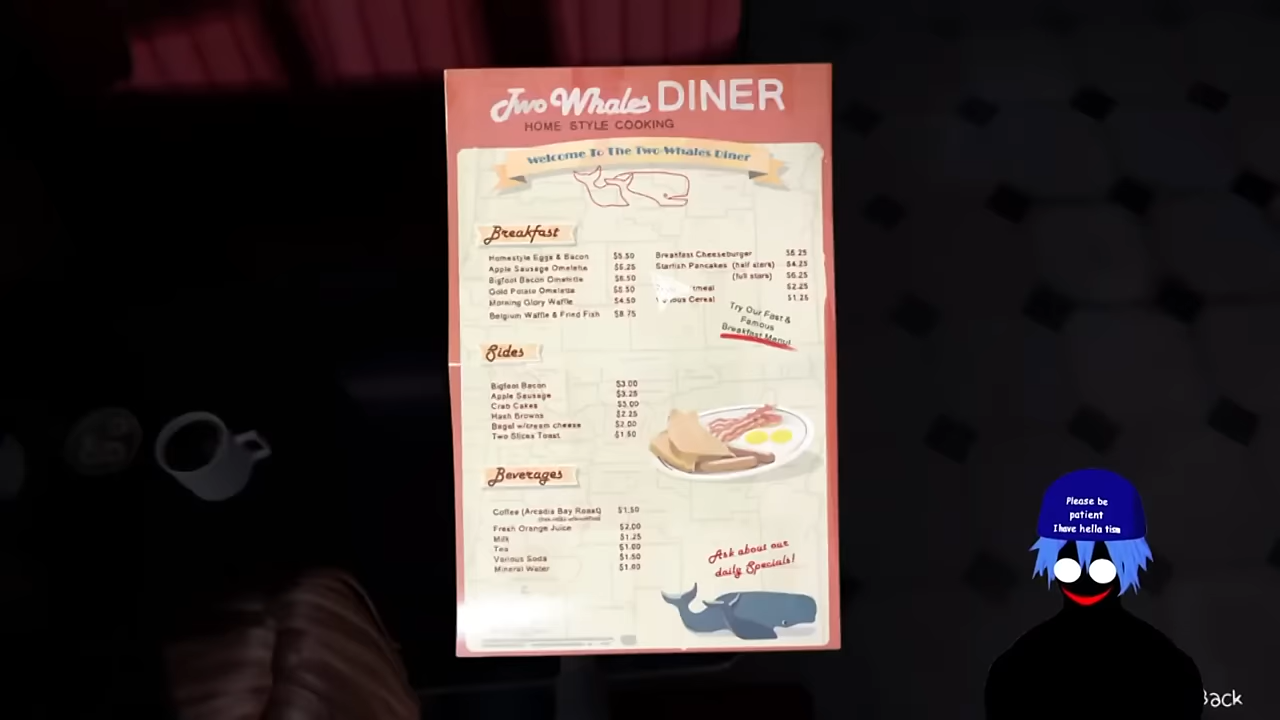 Two Whales DINER
HOME STYLE COOKING
Welcome To The Two-Whales Diner
Breakfast
Homestyle Eggs & Bacon $5.50
Apple Sausage Omelette $6.25
Bigfoot Bacon Omelette $6.50
Gold Potato Omelette $5.50
Morning Glory Waffle $4.50
Belgium Waffle & Fried Fish $8.75
Breakfast Cheeseburger $6.25
Starfish Pancakes (half stars) $4.25
(full stars) $6.25
$2.25
Cereal $1.25
Try Our Fast &
Famous
Breakfast Menu!
Sides
Bigfoot Bacon $3.00
Apple Sausage $3.25
Crab Cakes $5.00
Hash Browns $2.25
Bagel w/cream cheese $2.00
Two Slices Toast $1.50
Beverages
Coffee (Arcadia Bay Roast) $1.50
Fresh Orange Juice $2.00
Milk $1.25
Tea $1.00
Various Soda $1.50
Mineral Water $1.00
Ask about our
daily Specials!
Please be
patient
I have hella tism
Back